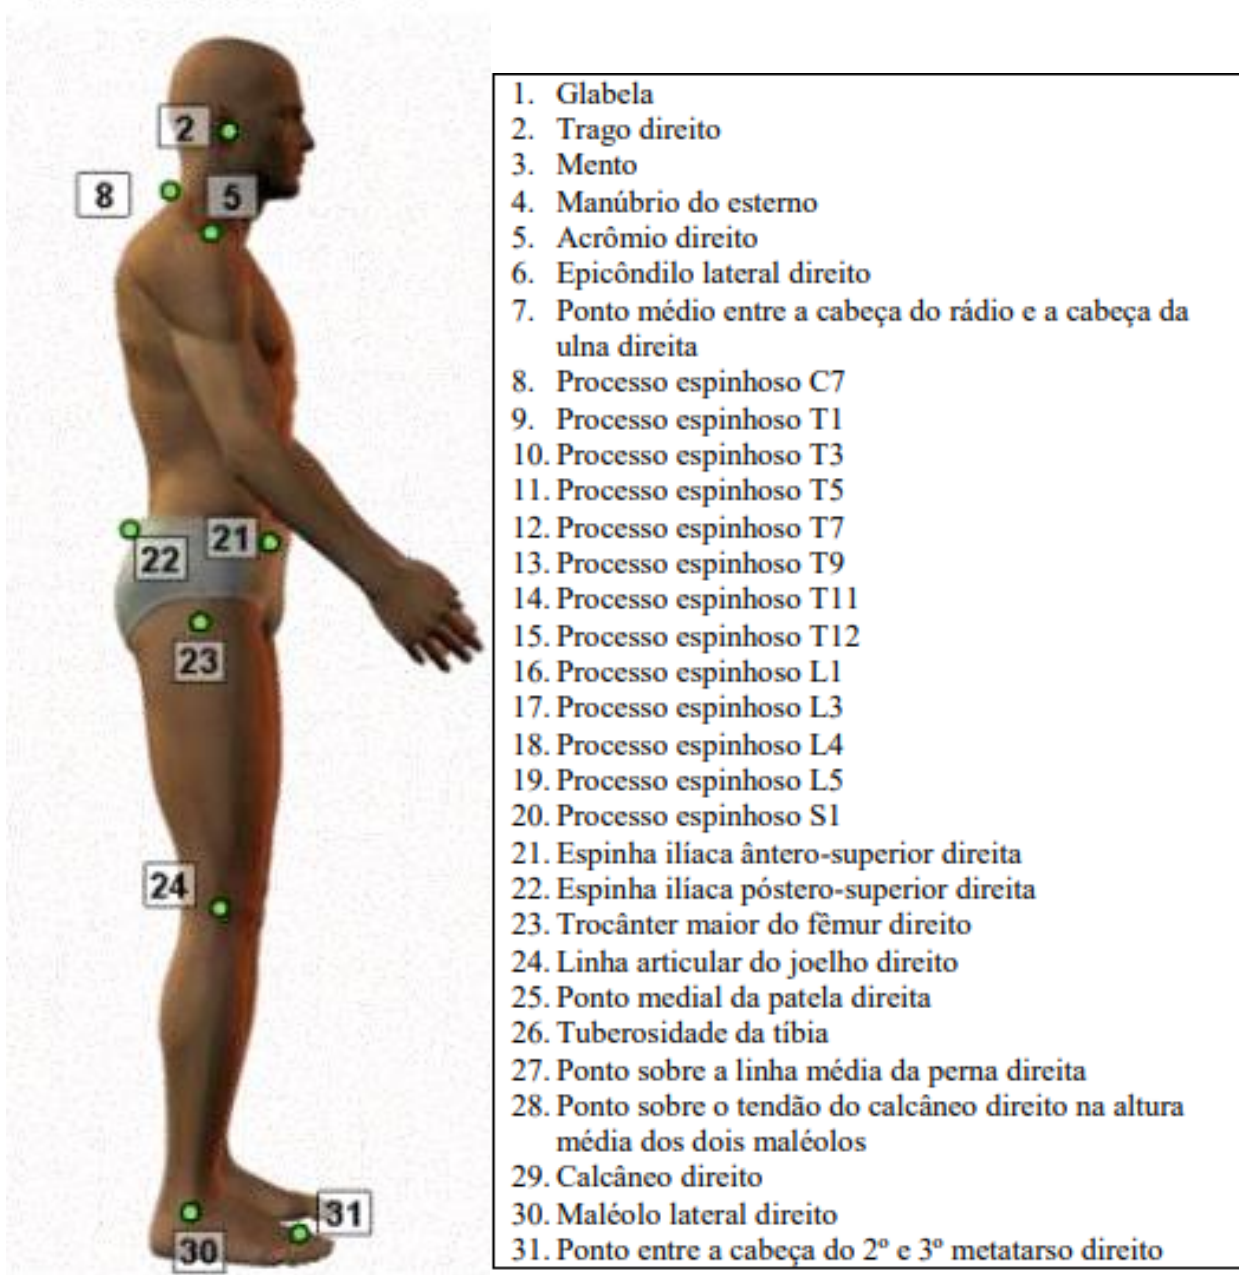 2
8
5
21
22
23
24
31
30
1. Glabela
2. Trago direito
3. Mento
4. Manúbrio do esterno
5. Acrômio direito
6. Epicôndilo lateral direito
7. Ponto médio entre a cabeça do rádio e a cabeça da
ulna direita
8. Processo espinhoso C7
9. Processo espinhoso T1
10. Processo espinhoso T3
11. Processo espinhoso T5
12. Processo espinhoso T7
13. Processo espinhoso T9
14. Processo espinhoso T11
15. Processo espinhoso T12
16. Processo espinhoso L1
17. Processo espinhoso L3
18. Processo espinhoso L4
19. Processo espinhoso L5
20. Processo espinhoso S1
21. Espinha ilíaca ântero-superior direita
22. Espinha ilíaca póstero-superior direita
23. Trocânter maior do fêmur direito
24. Linha articular do joelho direito
25. Ponto medial da patela direita
26. Tuberosidade da tíbia
27. Ponto sobre a linha média da perna direita
28. Ponto sobre o tendão do calcâneo direito na altura
média dos dois maléolos
29. Calcâneo direito
30. Maléolo lateral direito
31. Ponto entre a cabeça do 2º e 3º metatarso direito